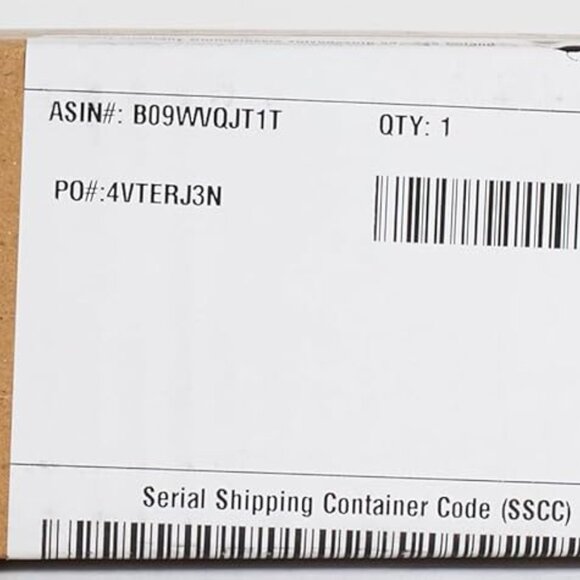 ASIN#: B09WVQJT1T QTY: 1
PO#:4VTERJ3N
Serial Shipping Container Code (SSCC)